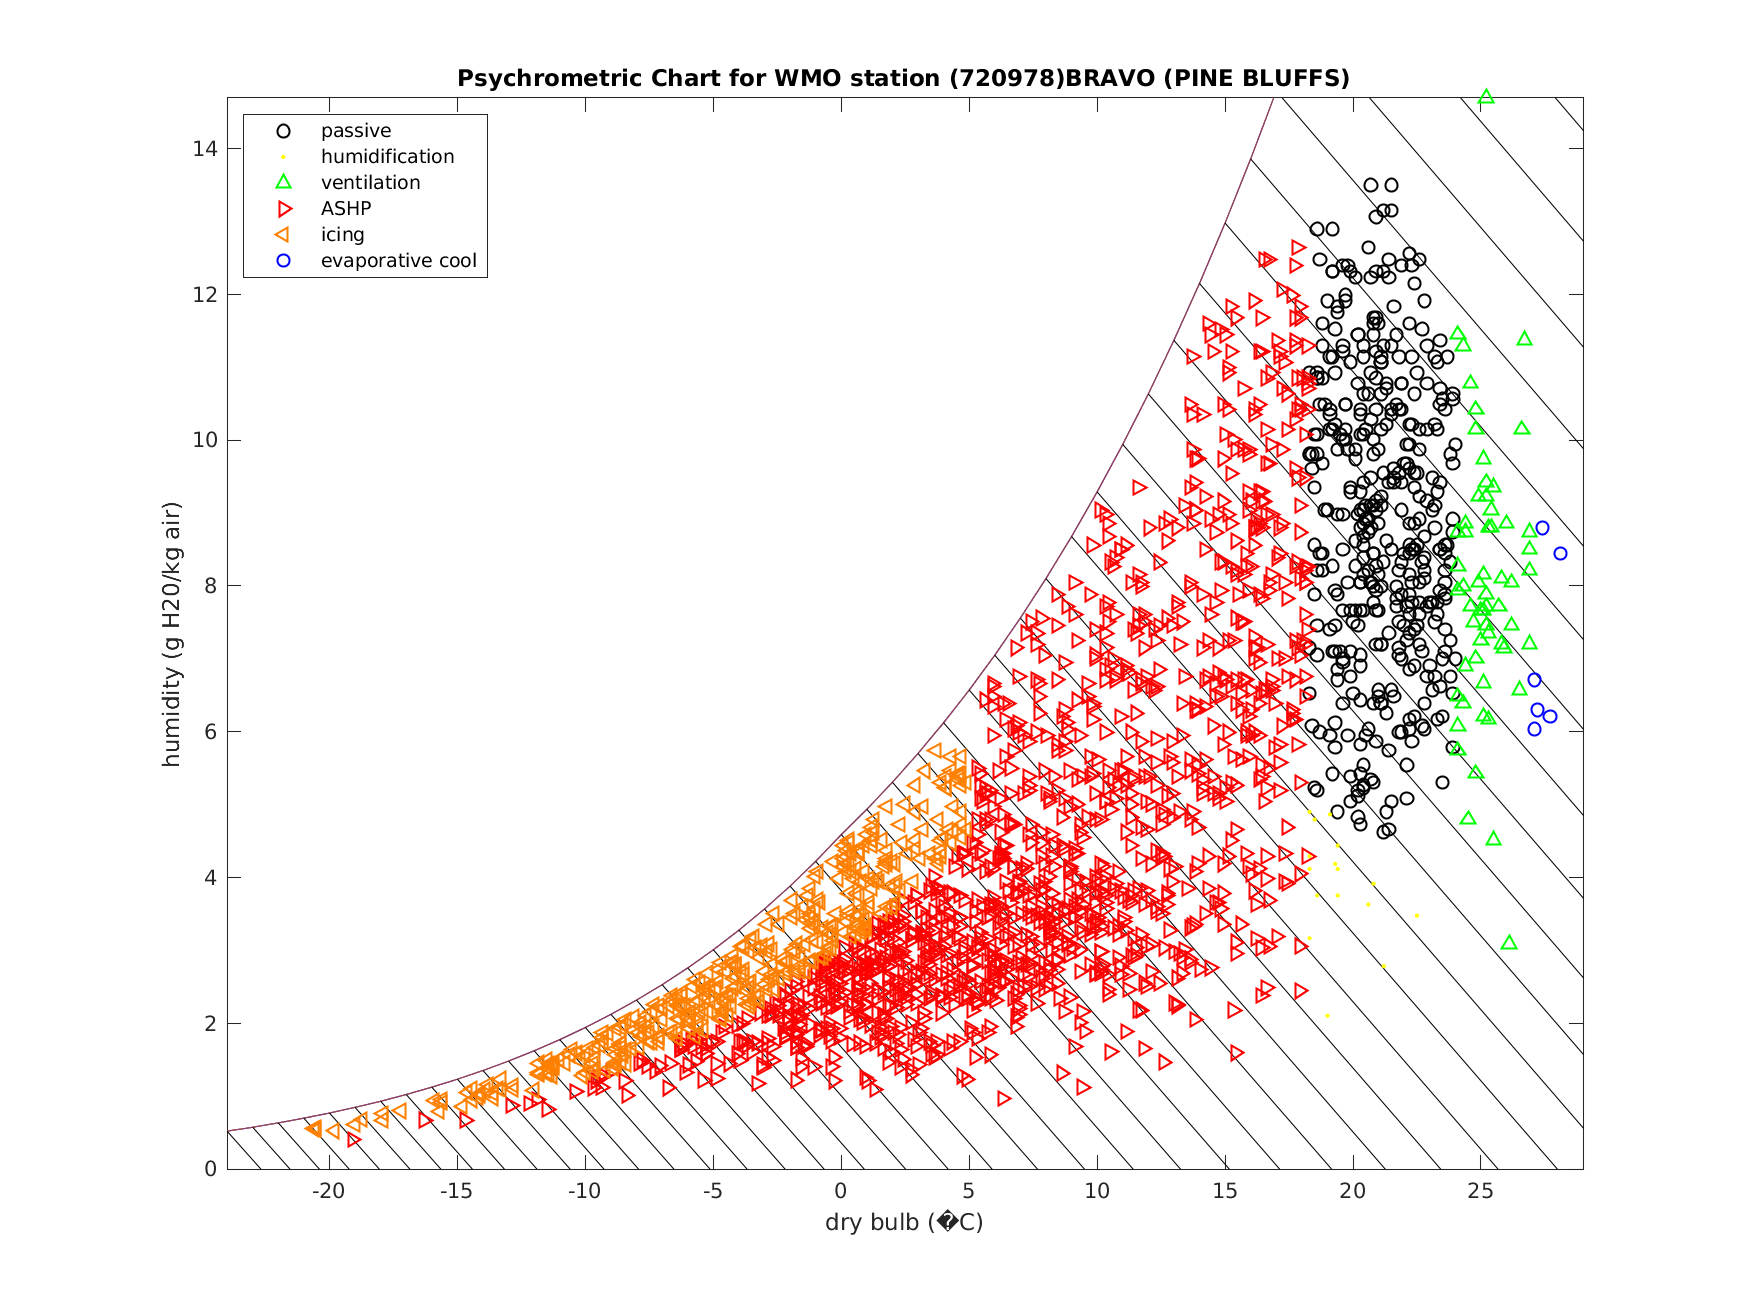 Psychrometric Chart for WMO station (720978)BRAVO (PINE BLUFFS)
passive
humidification
ventilation
ASHP
icing
evaporative cool
humidity (g H20/kg air)
14
12
10
8
6
4
2
0
-20 -15 -10 -5 0 5 10 15 20 25
dry bulb (�C)